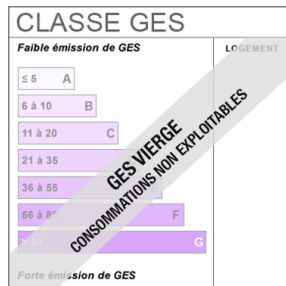 CLASSE GES
Faible émission de GES
LOGEMENT
≤ 5 A
6 à 10 B
11 à 20 C
21 à 35
36 à 55
56 à 80 F
> 80 G
GES VIERGE
CONSOMMATIONS NON EXPLOITABLES
Forte émission de GES